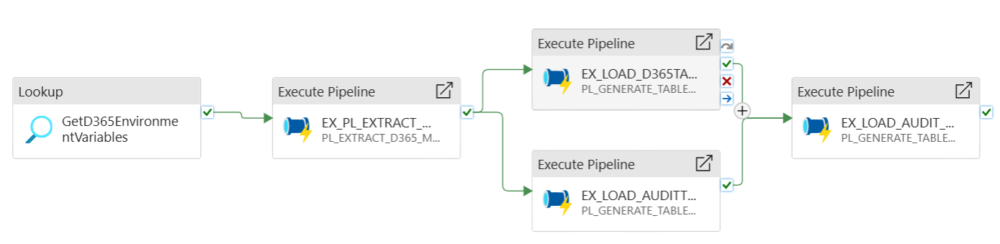 Lookup
GetD365Environme
ntVariables
Execute Pipeline
EX_PL_EXTRACT_...
PL_EXTRACT_D365_M...
Execute Pipeline
EX_LOAD_D365TA...
PL_GENERATE_TABLE...
Execute Pipeline
EX_LOAD_AUDITT...
PL_GENERATE_TABLE...
Execute Pipeline
EX_LOAD_AUDIT_...
PL_GENERATE_TABLE...